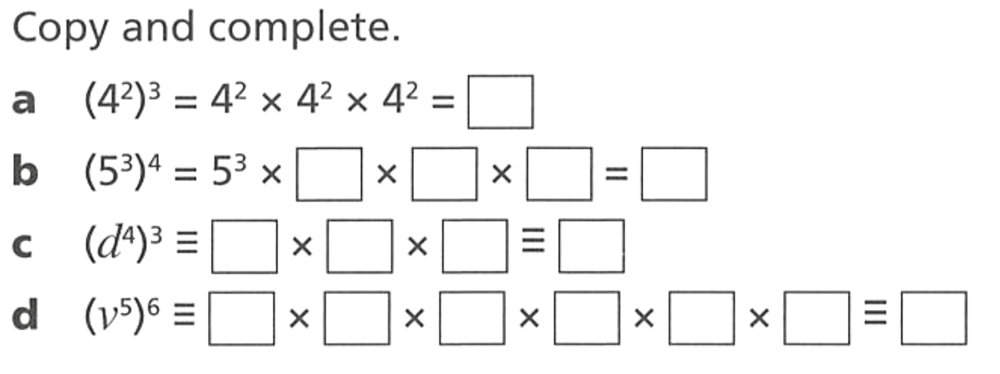 Copy and complete.
a (4²)³ = 4² × 4² × 4² = □
b (5³)⁴ = 5³ × □ × □ × □ = □
c (d⁴)³ ≡ □ × □ × □ ≡ □
d (v⁵)⁶ ≡ □ × □ × □ × □ × □ × □ ≡ □